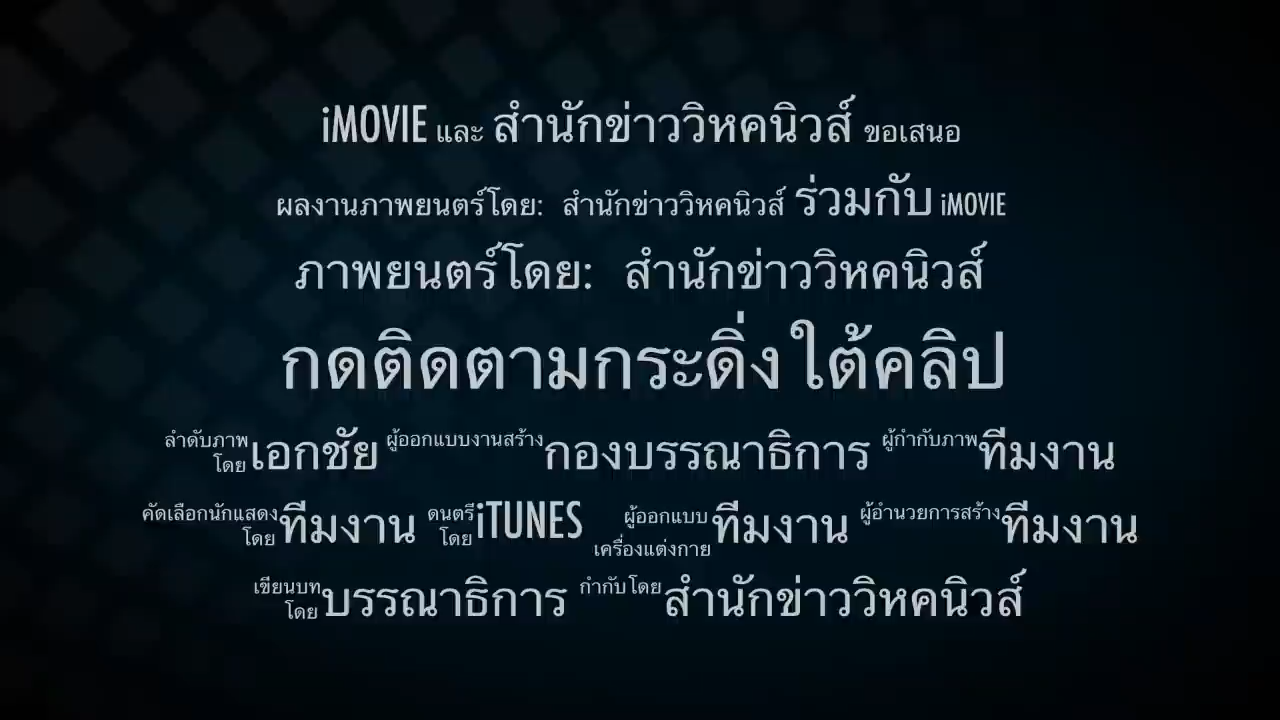 iMOVIE และ สำนักข่าววิหคนิวส์ ขอเสนอ
ผลงานภาพยนตร์โดย: สำนักข่าววิหคนิวส์ ร่วมกับ iMOVIE
ภาพยนตร์โดย: สำนักข่าววิหคนิวส์
กดติดตามกระดิ่ง ใต้คลิป
ลำดับภาพโดย เอกชัย ผู้ออกแบบงานสร้าง กองบรรณาธิการ ผู้กำกับภาพ ทีมงาน
คัดเลือกนักแสดงโดย ทีมงาน ดนตรีโดย iTUNES ผู้ออกแบบเครื่องแต่งกาย ทีมงาน ผู้อำนวยการสร้าง ทีมงาน
เขียนบทโดย บรรณาธิการ กำกับโดย สำนักข่าววิหคนิวส์